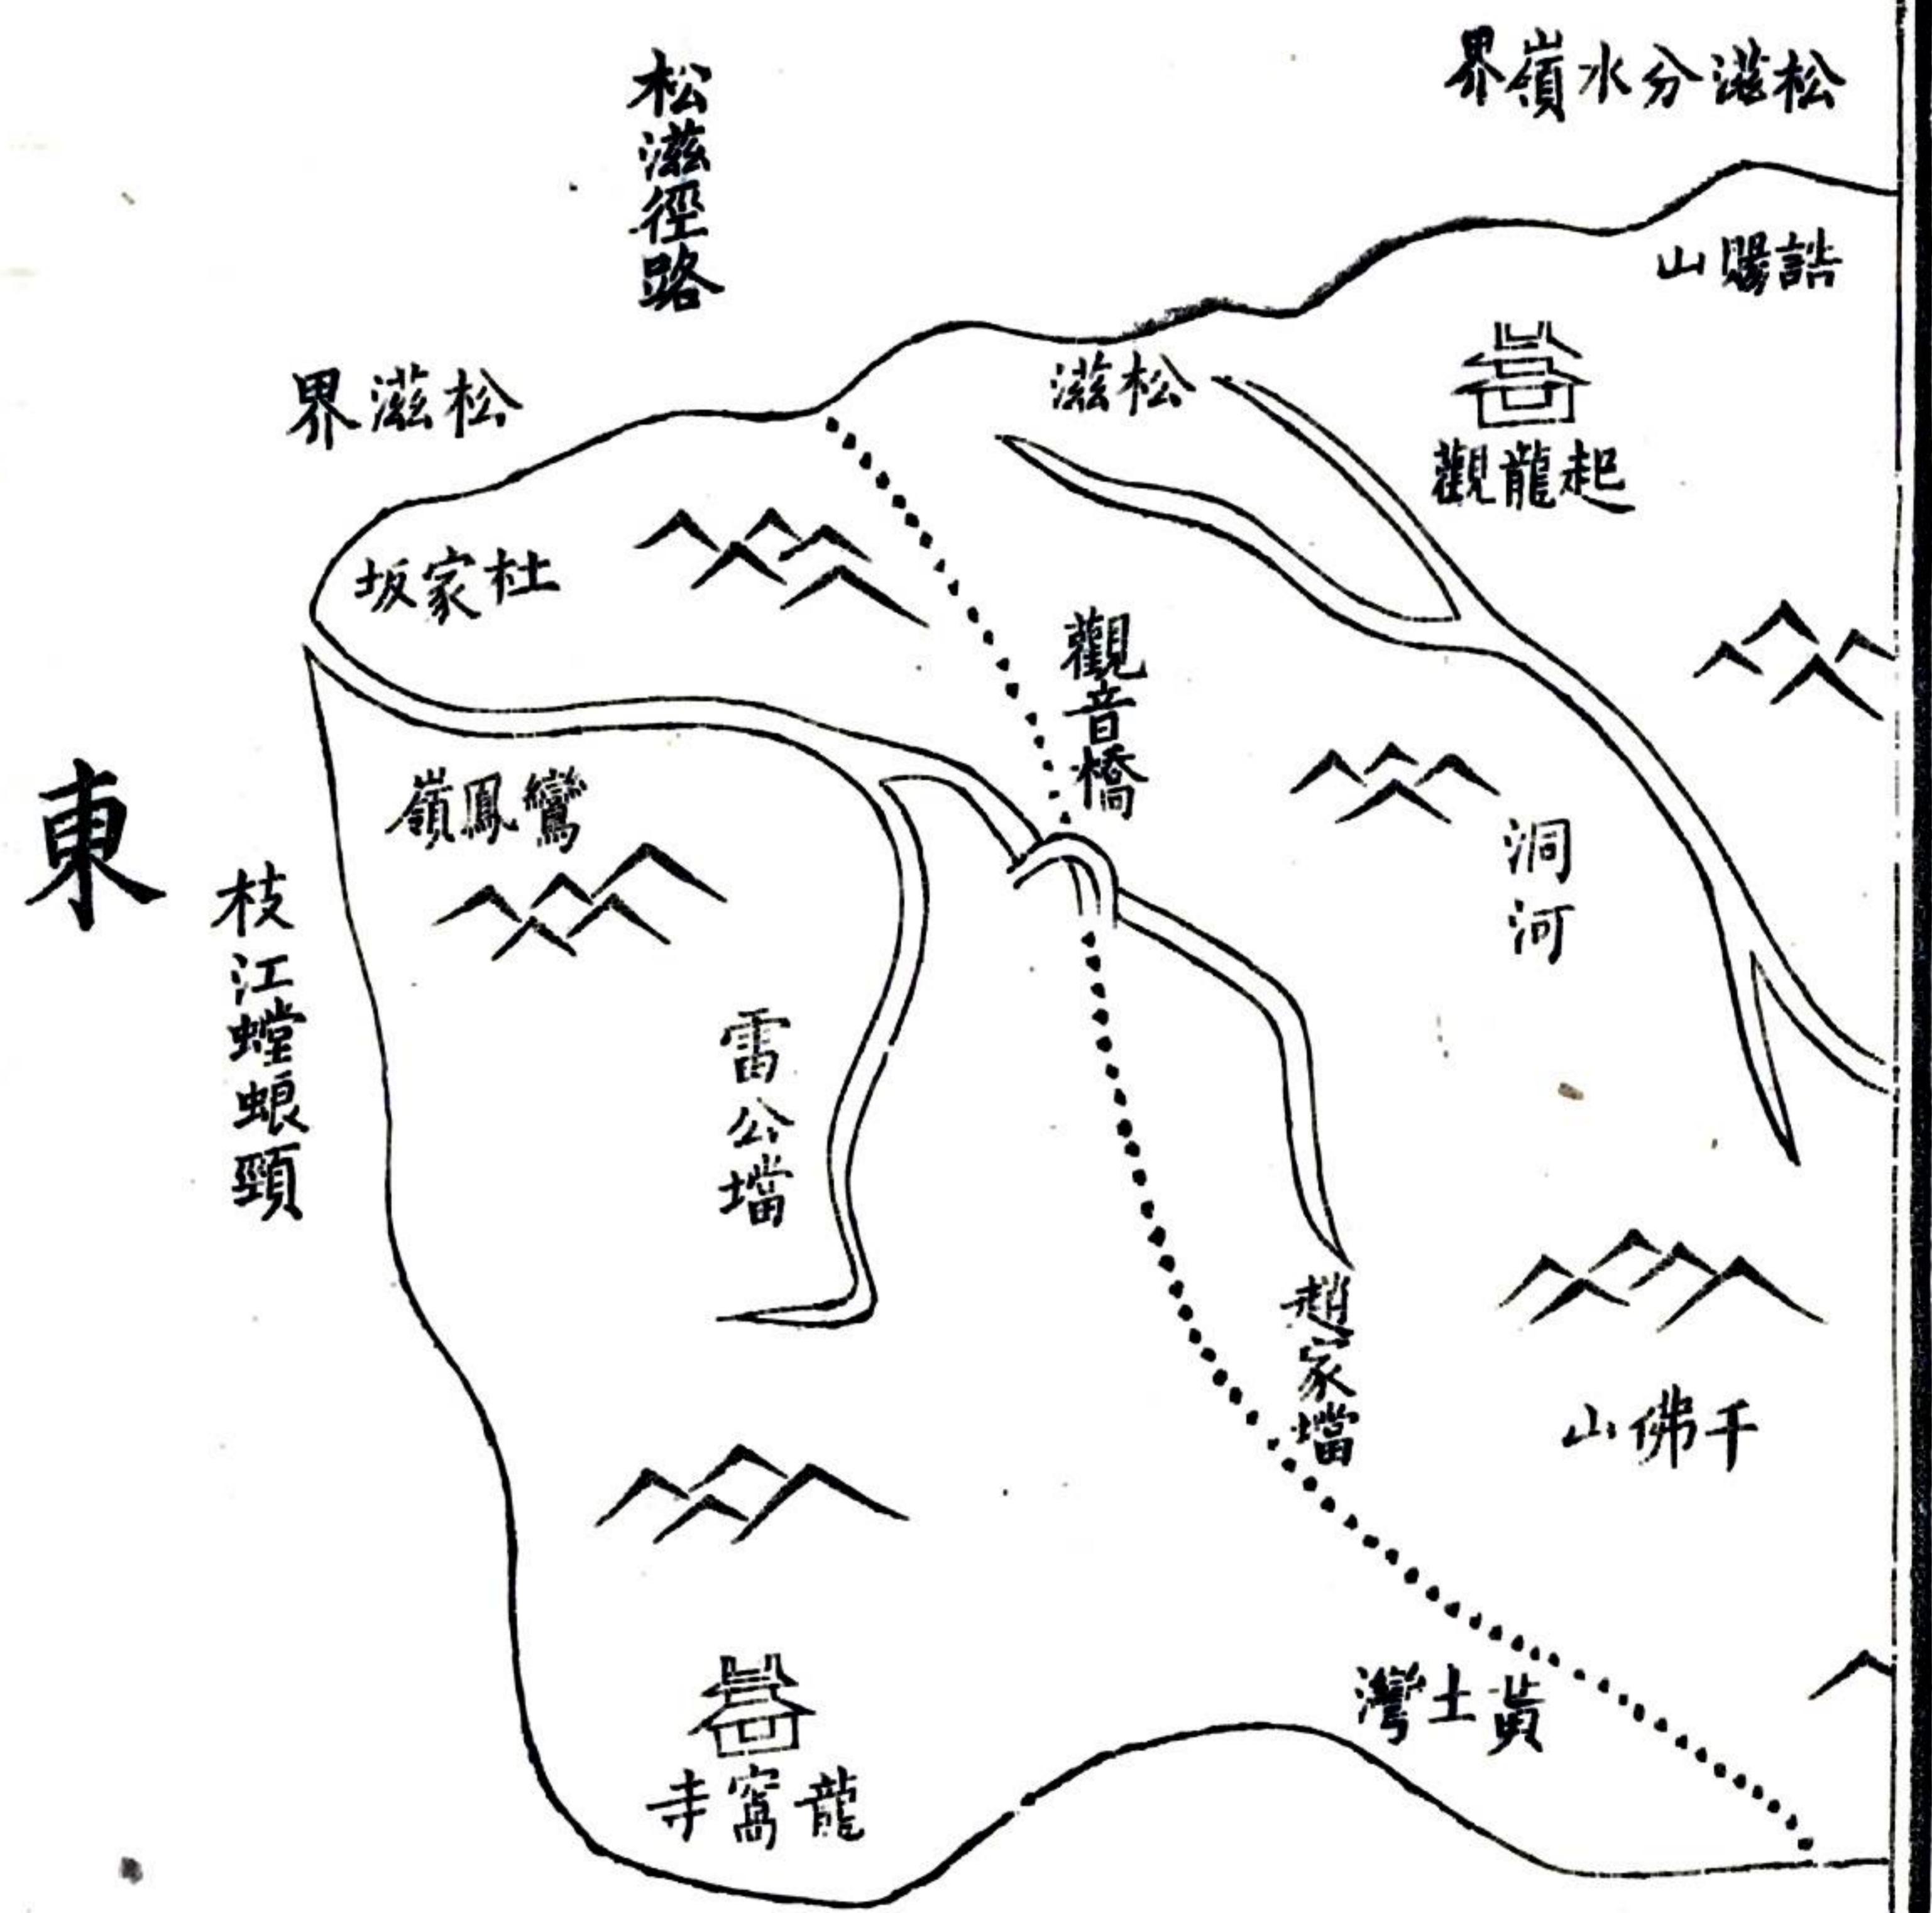 松滋分水嶺界
誥賜山
起龍觀
松滋徑路
松滋
松滋界
杜家坂
觀音橋
洞河
鸞鳳嶺
東
枝江螳螂頸
雷公壋
趙家壋
千佛山
黃土灣
龍窩寺